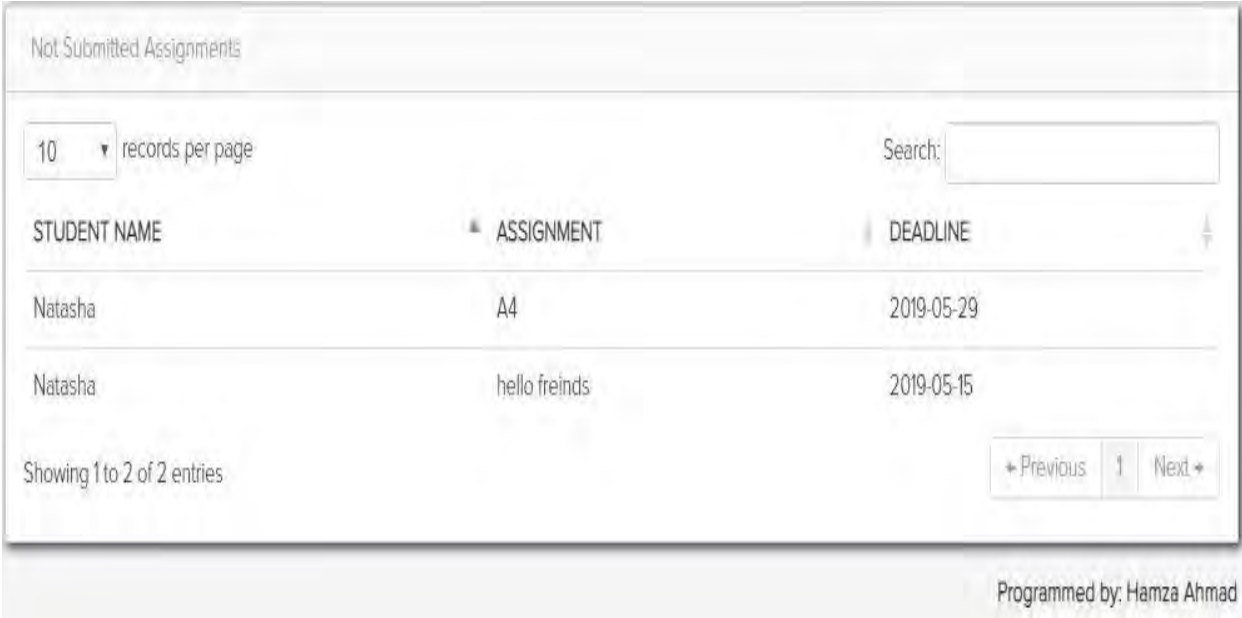 Not Submitted Assignments
10 records per page Search:
STUDENT NAME ASSIGNMENT DEADLINE
Natasha A4 2019-05-29
Natasha hello freinds 2019-05-15
Showing 1 to 2 of 2 entries
← Previous 1 Next →
Programmed by: Hamza Ahmad